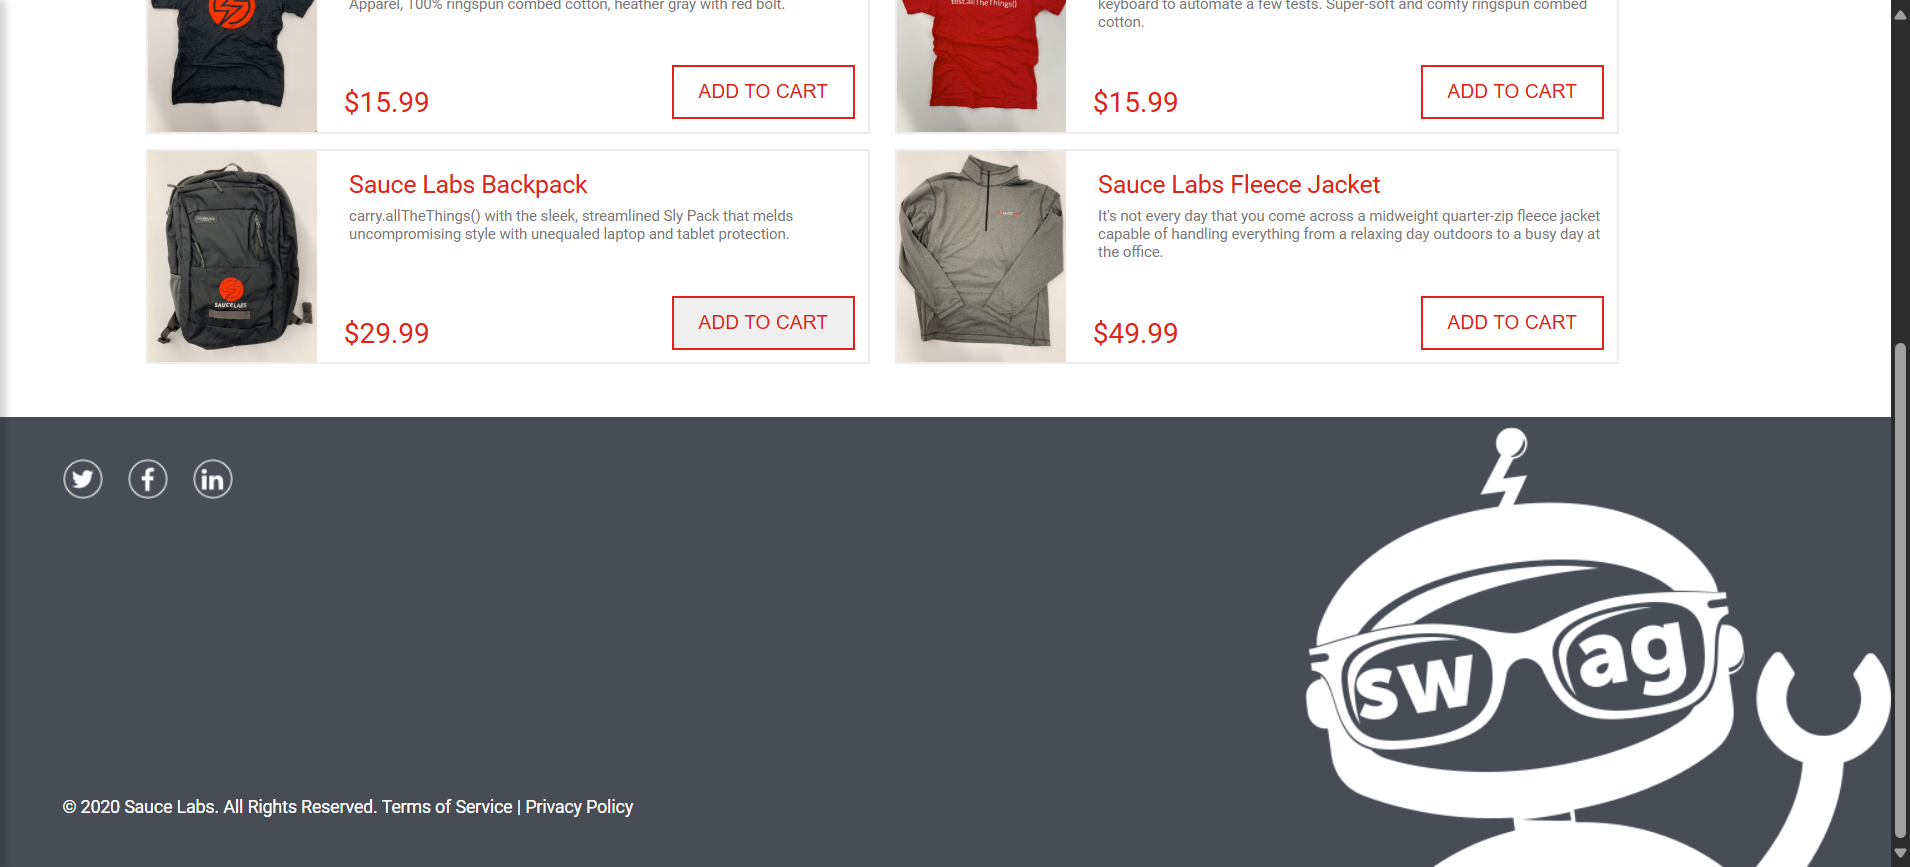 Apparel, 100% ringspun combed cotton, heather gray with red bolt.
$15.99
ADD TO CART
test.allTheThings()
keyboard to automate a few tests. Super-soft and comfy ringspun combed
cotton.
$15.99
ADD TO CART
SAUCELABS
Sauce Labs Backpack
carry.allTheThings() with the sleek, streamlined Sly Pack that melds
uncompromising style with unequaled laptop and tablet protection.
$29.99
ADD TO CART
Sauce Labs Fleece Jacket
It's not every day that you come across a midweight quarter-zip fleece jacket
capable of handling everything from a relaxing day outdoors to a busy day at
the office.
$49.99
ADD TO CART
sw ag
© 2020 Sauce Labs. All Rights Reserved. Terms of Service | Privacy Policy